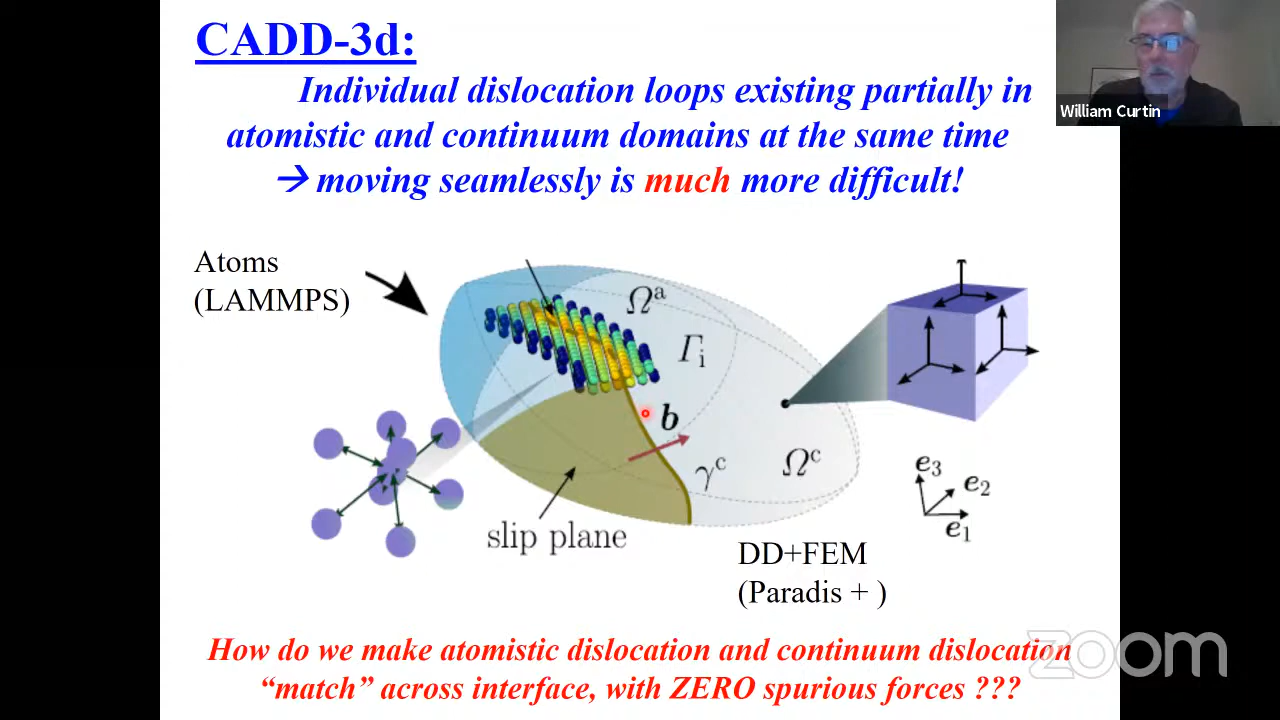 CADD-3d:
Individual dislocation loops existing partially in
atomistic and continuum domains at the same time
→ moving seamlessly is much more difficult!
William Curtin
Atoms
(LAMMPS)
Ωᵃ
Γᵢ
b
γᶜ
Ωᶜ
slip plane
e₃
e₂
e₁
DD+FEM
(Paradis + )
How do we make atomistic dislocation and continuum dislocation
“match” across interface, with ZERO spurious forces ???
zoom